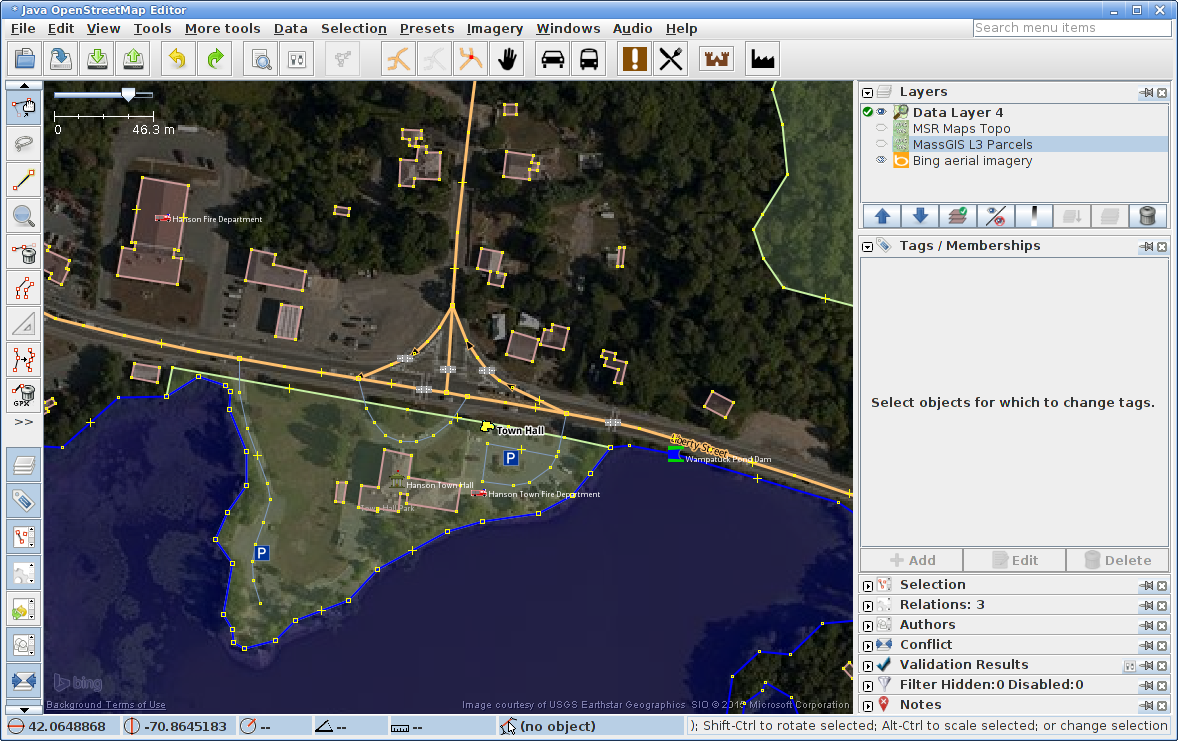 * Java OpenStreetMap Editor
File Edit View Tools More tools Data Selection Presets Imagery Windows Audio Help
Search menu items
0 46.3 m
Hanson Fire Department
Town Hall
P
Liberty Street
Wampatuck Pond Dam
Hanson Town Hall
Hanson Town Fire Department
Town Hall Park
P
GPX
>>
bing
Background Terms of Use
Image courtesy of USGS Earthstar Geographics SIO © 2016 Microsoft Corporation
Layers
Data Layer 4
MSR Maps Topo
MassGIS L3 Parcels
Bing aerial imagery
Tags / Memberships
Select objects for which to change tags.
Add Edit Delete
Selection
Relations: 3
Authors
Conflict
Validation Results
Filter Hidden:0 Disabled:0
Notes
42.0648868 -70.8645183 -- -- -- (no object) ); Shift-Ctrl to rotate selected; Alt-Ctrl to scale selected; or change selection